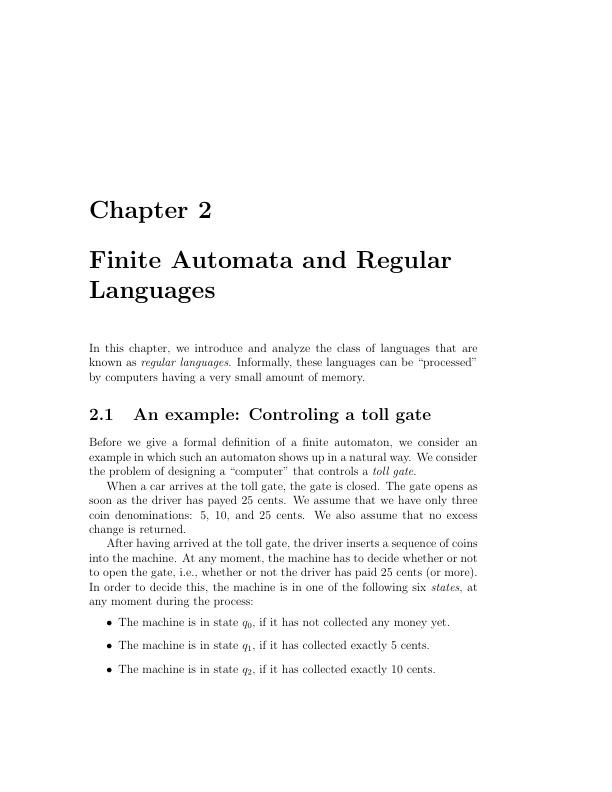 Chapter 2
Finite Automata and Regular
Languages
In this chapter, we introduce and analyze the class of languages that are
known as regular languages. Informally, these languages can be “processed”
by computers having a very small amount of memory.
2.1 An example: Controling a toll gate
Before we give a formal definition of a finite automaton, we consider an
example in which such an automaton shows up in a natural way. We consider
the problem of designing a “computer” that controls a toll gate.
When a car arrives at the toll gate, the gate is closed. The gate opens as
soon as the driver has payed 25 cents. We assume that we have only three
coin denominations: 5, 10, and 25 cents. We also assume that no excess
change is returned.
After having arrived at the toll gate, the driver inserts a sequence of coins
into the machine. At any moment, the machine has to decide whether or not
to open the gate, i.e., whether or not the driver has paid 25 cents (or more).
In order to decide this, the machine is in one of the following six states, at
any moment during the process:
• The machine is in state q₀, if it has not collected any money yet.
• The machine is in state q₁, if it has collected exactly 5 cents.
• The machine is in state q₂, if it has collected exactly 10 cents.